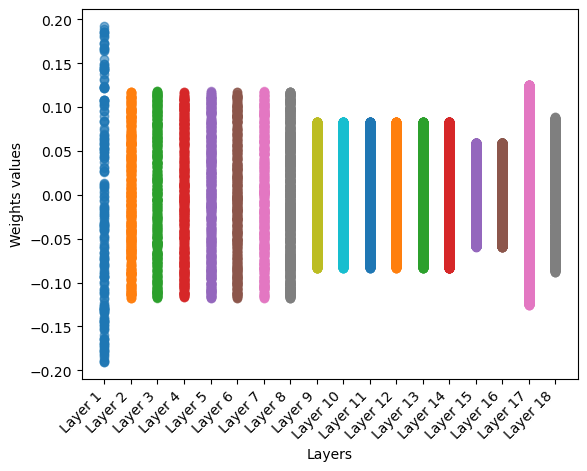 0.20
0.15
0.10
0.05
0.00
−0.05
−0.10
−0.15
−0.20
Weights values
Layer 1
Layer 2
Layer 3
Layer 4
Layer 5
Layer 6
Layer 7
Layer 8
Layer 9
Layer 10
Layer 11
Layer 12
Layer 13
Layer 14
Layer 15
Layer 16
Layer 17
Layer 18
Layers